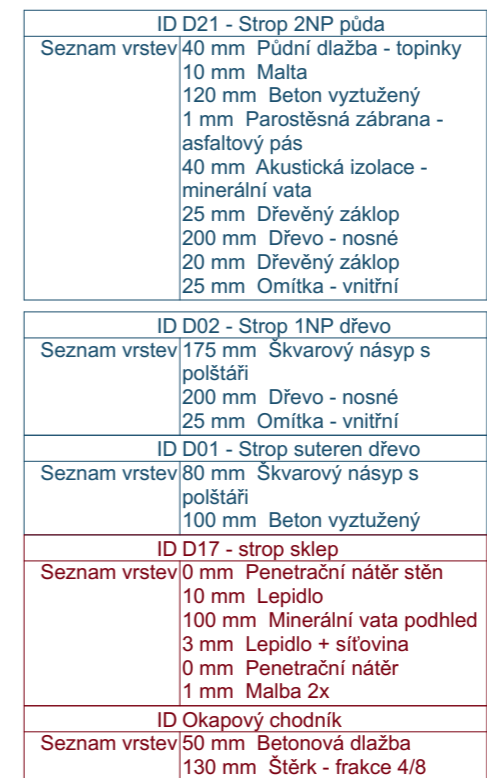 ID D21 - Strop 2NP půda
Seznam vrstev 40 mm  Půdní dlažba - topinky
10 mm  Malta
120 mm  Beton vyztužený
1 mm  Parostěsná zábrana -
asfaltový pás
40 mm  Akustická izolace -
minerální vata
25 mm  Dřevěný záklop
200 mm  Dřevo - nosné
20 mm  Dřevěný záklop
25 mm  Omítka - vnitřní
ID D02 - Strop 1NP dřevo
Seznam vrstev 175 mm  Škvarový násyp s
polštáři
200 mm  Dřevo - nosné
25 mm  Omítka - vnitřní
ID D01 - Strop suteren dřevo
Seznam vrstev 80 mm  Škvarový násyp s
polštáři
100 mm  Beton vyztužený
ID D17 - strop sklep
Seznam vrstev 0 mm  Penetrační nátěr stěn
10 mm  Lepidlo
100 mm  Minerální vata podhled
3 mm  Lepidlo + síťovina
0 mm  Penetrační nátěr
1 mm  Malba 2x
ID Okapový chodník
Seznam vrstev 50 mm  Betonová dlažba
130 mm  Štěrk - frakce 4/8